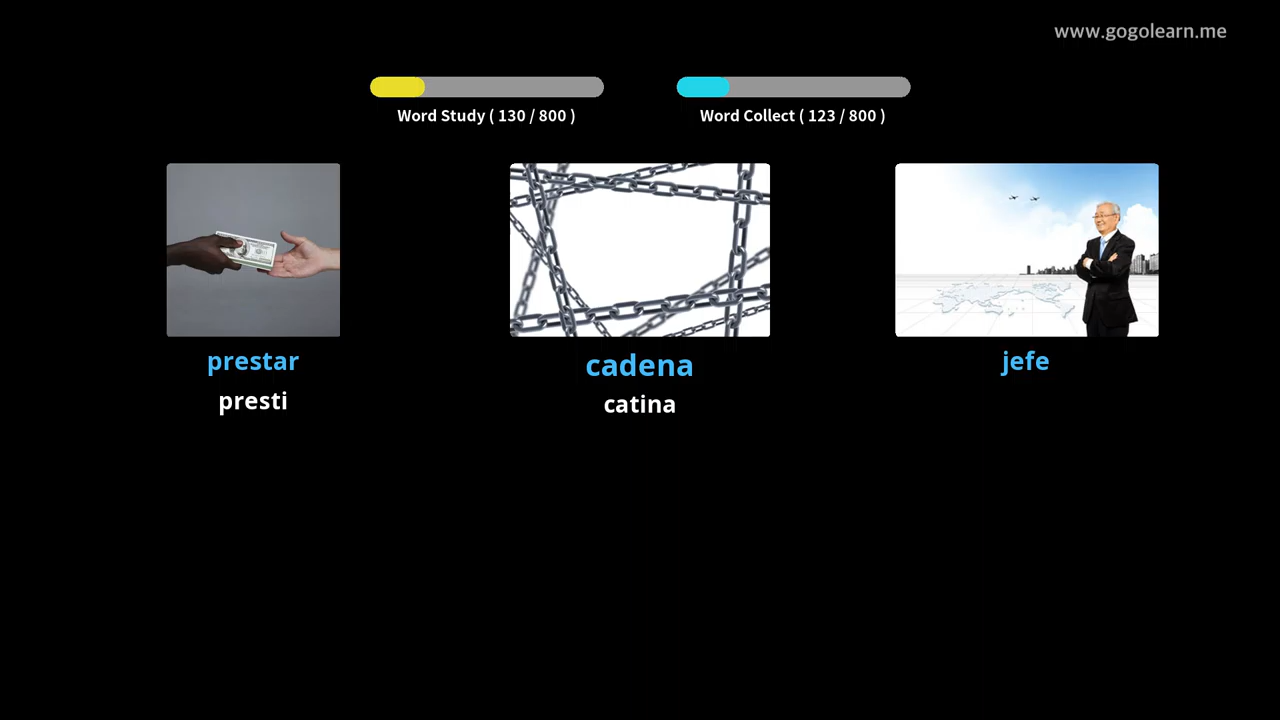 www.gogolearn.me
Word Study ( 130 / 800 )
Word Collect ( 123 / 800 )
prestar
cadena
jefe
presti
catina